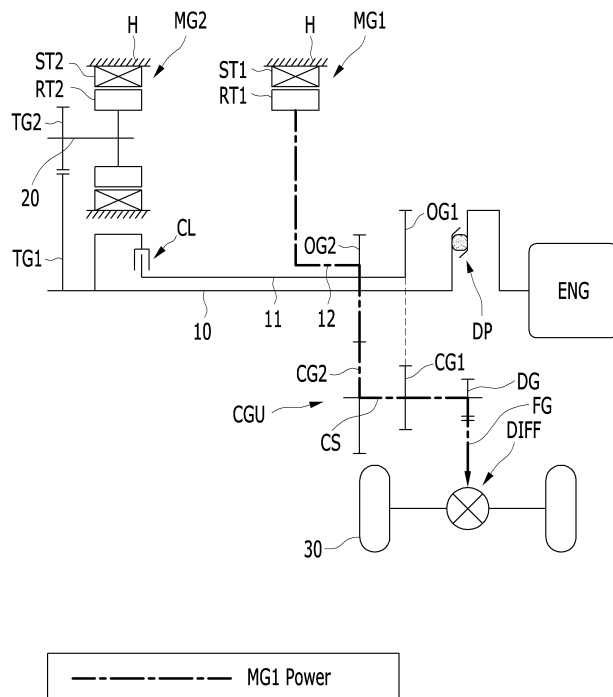 H
MG2
H
MG1
ST2
ST1
RT2
RT1
TG2
20
OG1
CL
OG2
TG1
ENG
10
11
12
DP
CG2
CG1
DG
CGU
CS
FG
DIFF
30
MG1 Power